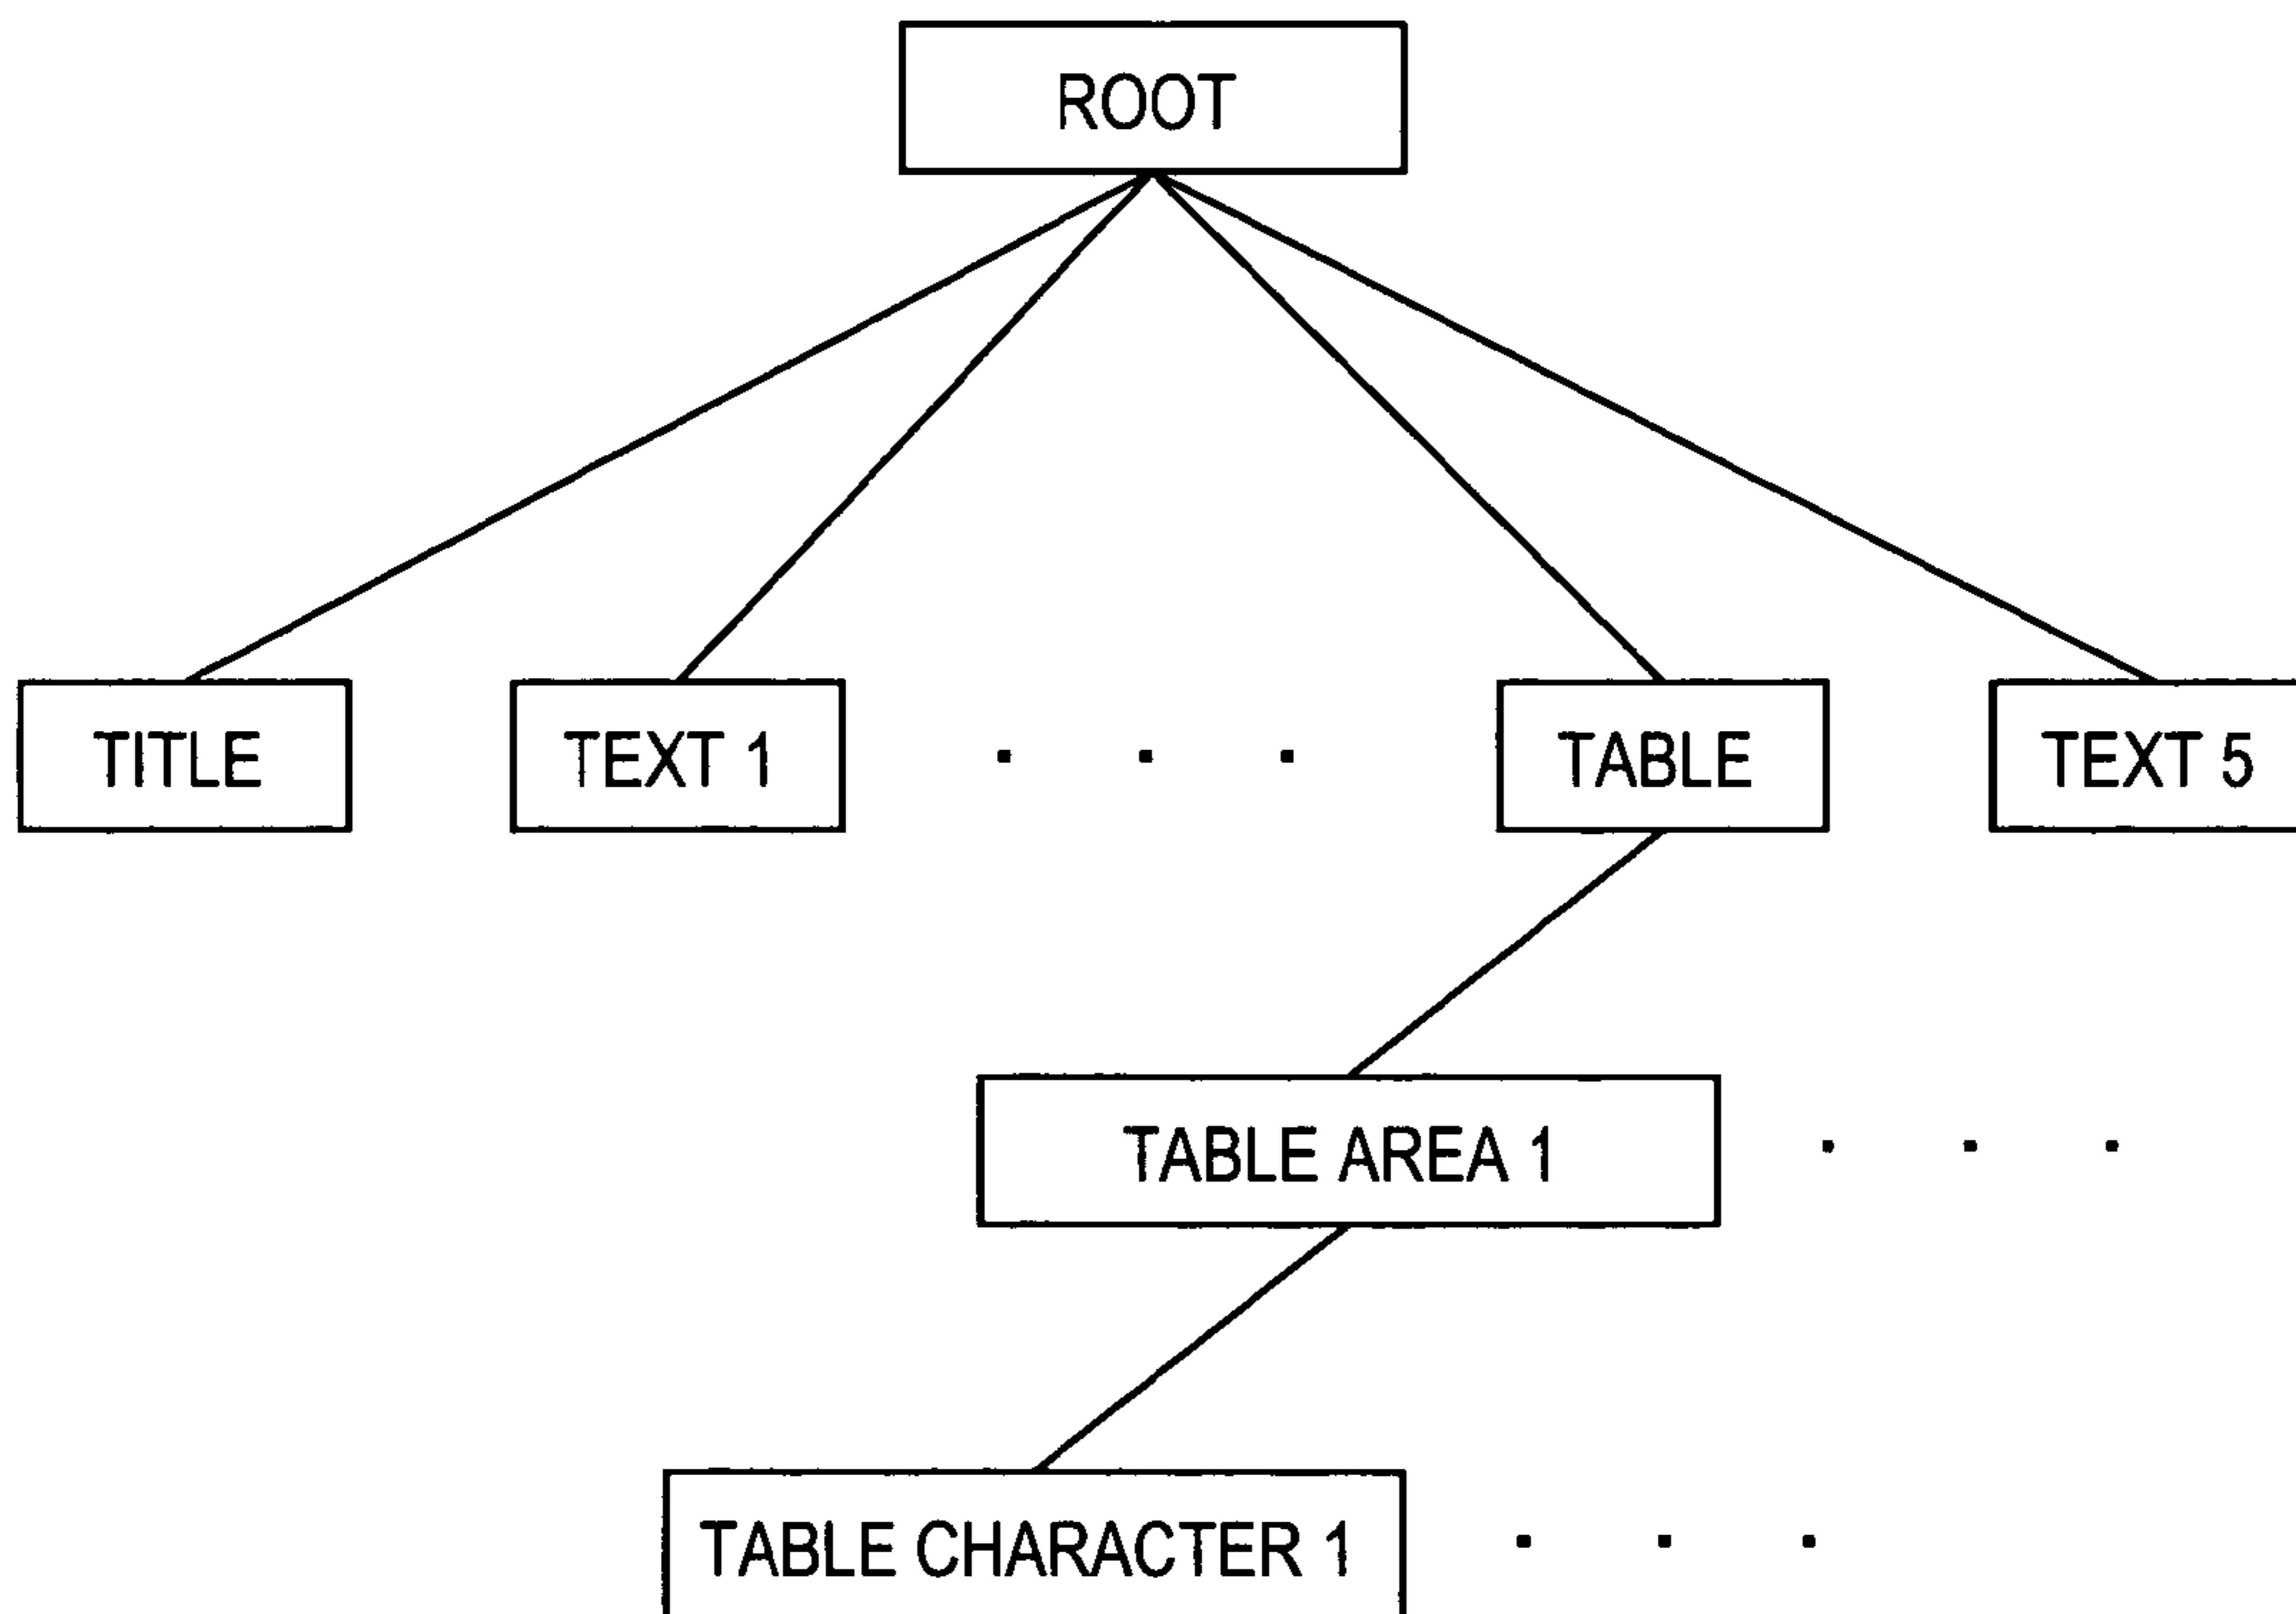 ROOT
TITLE
TEXT 1
. . .
TABLE
TEXT 5
TABLE AREA 1
. . .
TABLE CHARACTER 1
. . .